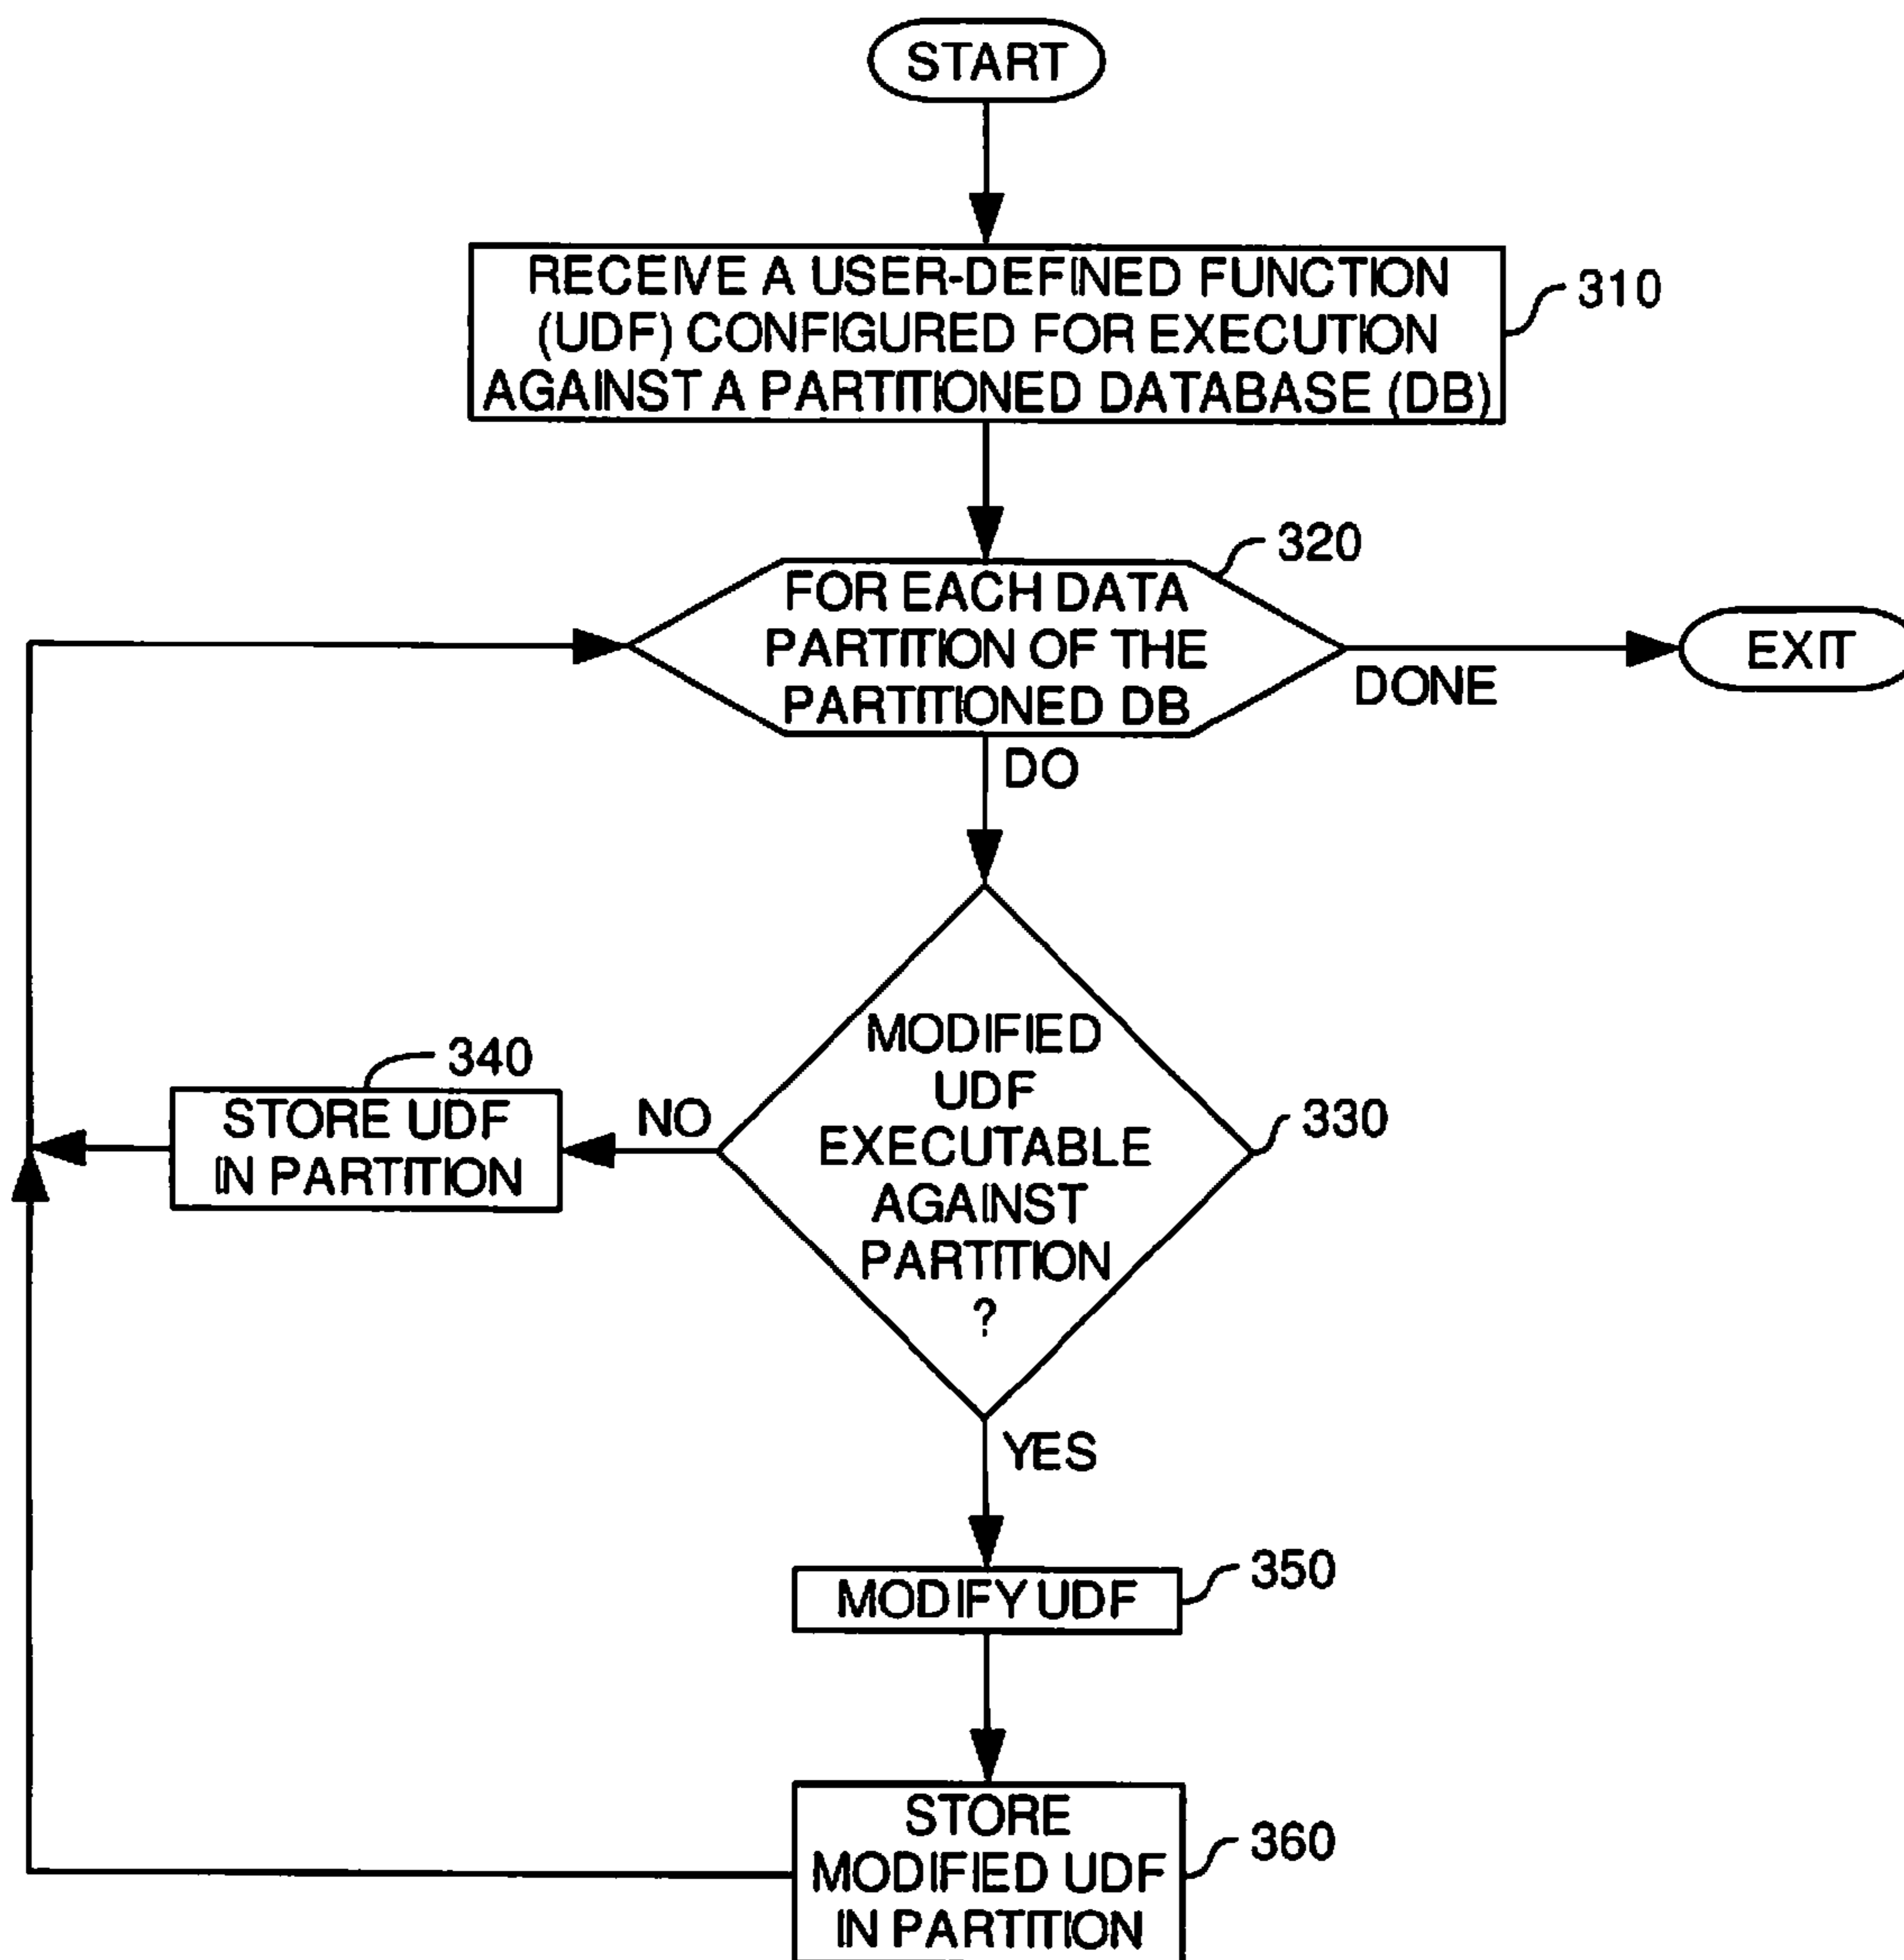 START
RECEIVE A USER-DEFINED FUNCTION
(UDF) CONFIGURED FOR EXECUTION
AGAINST A PARTITIONED DATABASE (DB)
310
320
FOR EACH DATA
PARTITION OF THE
PARTITIONED DB
DONE
EXIT
DO
MODIFIED
UDF
EXECUTABLE
AGAINST
PARTITION
?
330
NO
340
STORE UDF
IN PARTITION
YES
MODIFY UDF
350
STORE
MODIFIED UDF
IN PARTITION
360